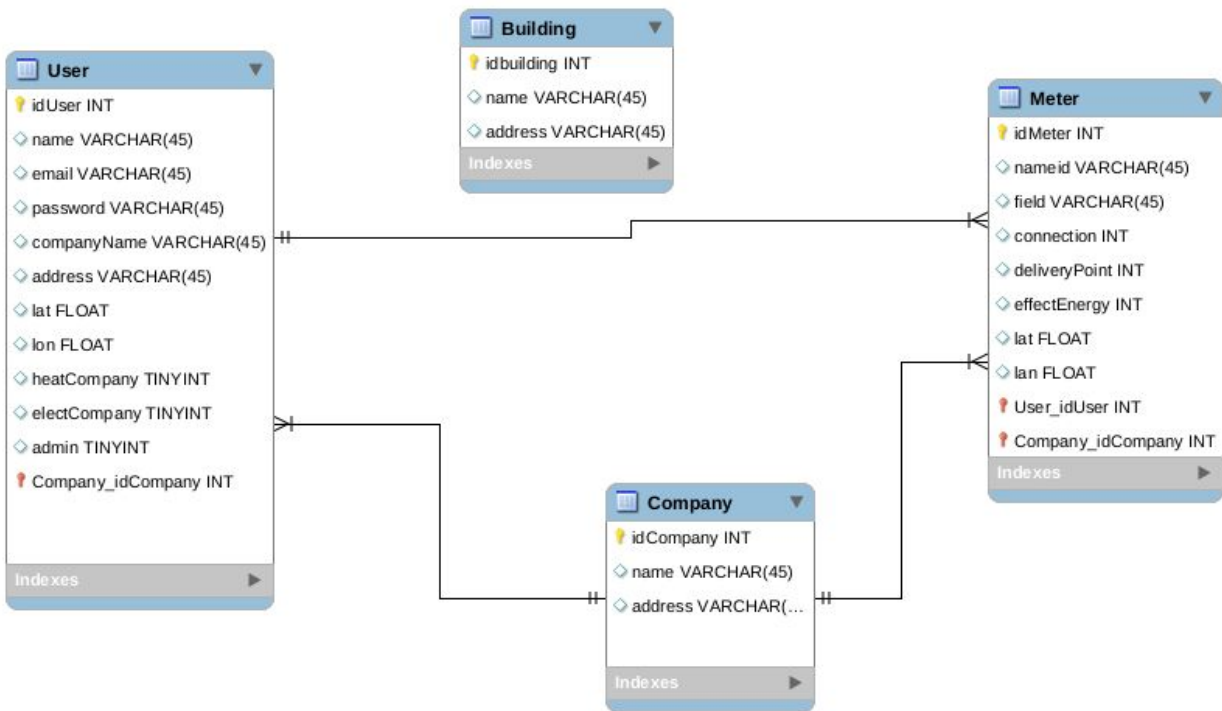 User
idUser INT
name VARCHAR(45)
email VARCHAR(45)
password VARCHAR(45)
companyName VARCHAR(45)
address VARCHAR(45)
lat FLOAT
lon FLOAT
heatCompany TINYINT
electCompany TINYINT
admin TINYINT
Company_idCompany INT
Indexes
Building
idbuilding INT
name VARCHAR(45)
address VARCHAR(45)
Indexes
Meter
idMeter INT
nameid VARCHAR(45)
field VARCHAR(45)
connection INT
deliveryPoint INT
effectEnergy INT
lat FLOAT
lan FLOAT
User_idUser INT
Company_idCompany INT
Indexes
Company
idCompany INT
name VARCHAR(45)
address VARCHAR(...
Indexes